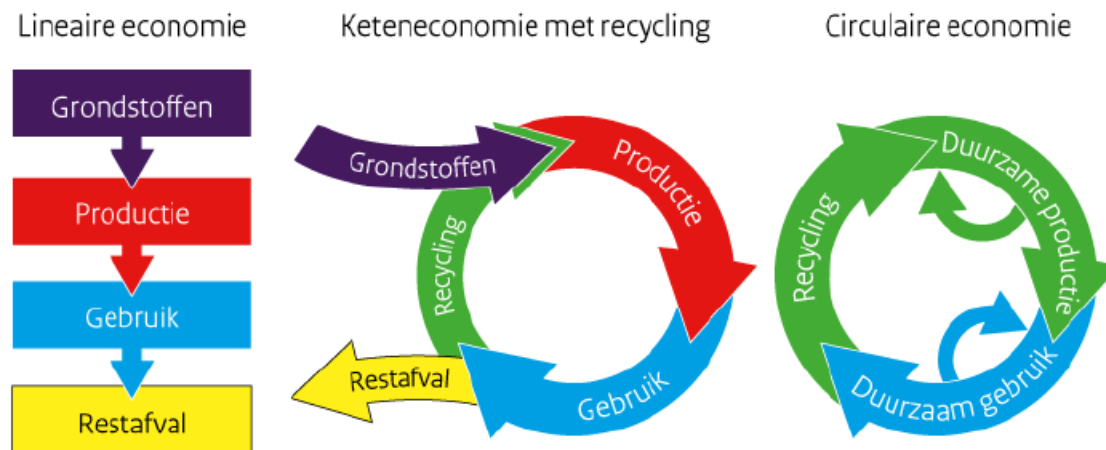 Lineaire economie
Grondstoffen
Productie
Gebruik
Restafval
Keteneconomie met recycling
Grondstoffen
Productie
Gebruik
Recycling
Restafval
Circulaire economie
Duurzame productie
Duurzaam gebruik
Recycling